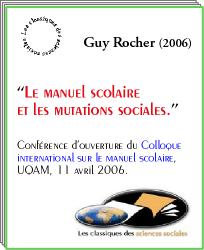 Les classiques des sciences sociales
Guy Rocher (2006)
“Le manuel scolaire
et les mutations sociales.”
Conférence d’ouverture du Colloque
international sur le manuel scolaire,
UQAM, 11 avril 2006.
Les classiques des sciences sociales